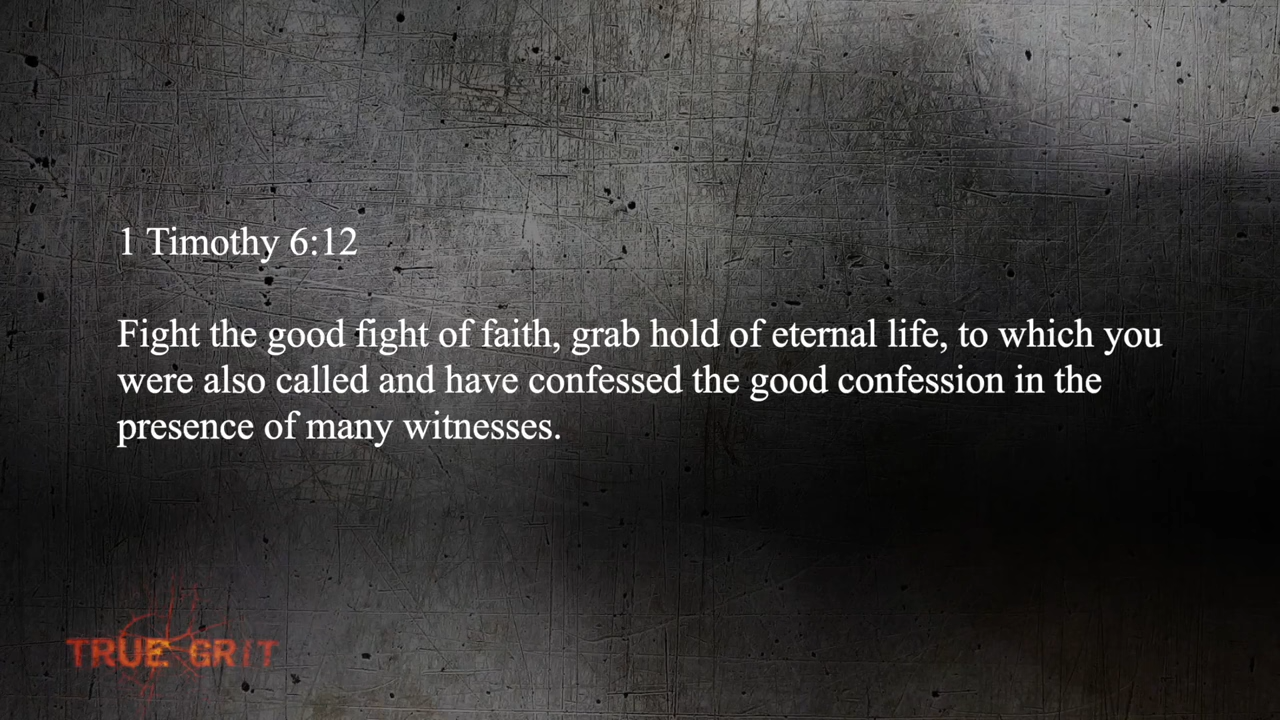 1 Timothy 6:12
Fight the good fight of faith, grab hold of eternal life, to which you
were also called and have confessed the good confession in the
presence of many witnesses.
TRUE GRIT